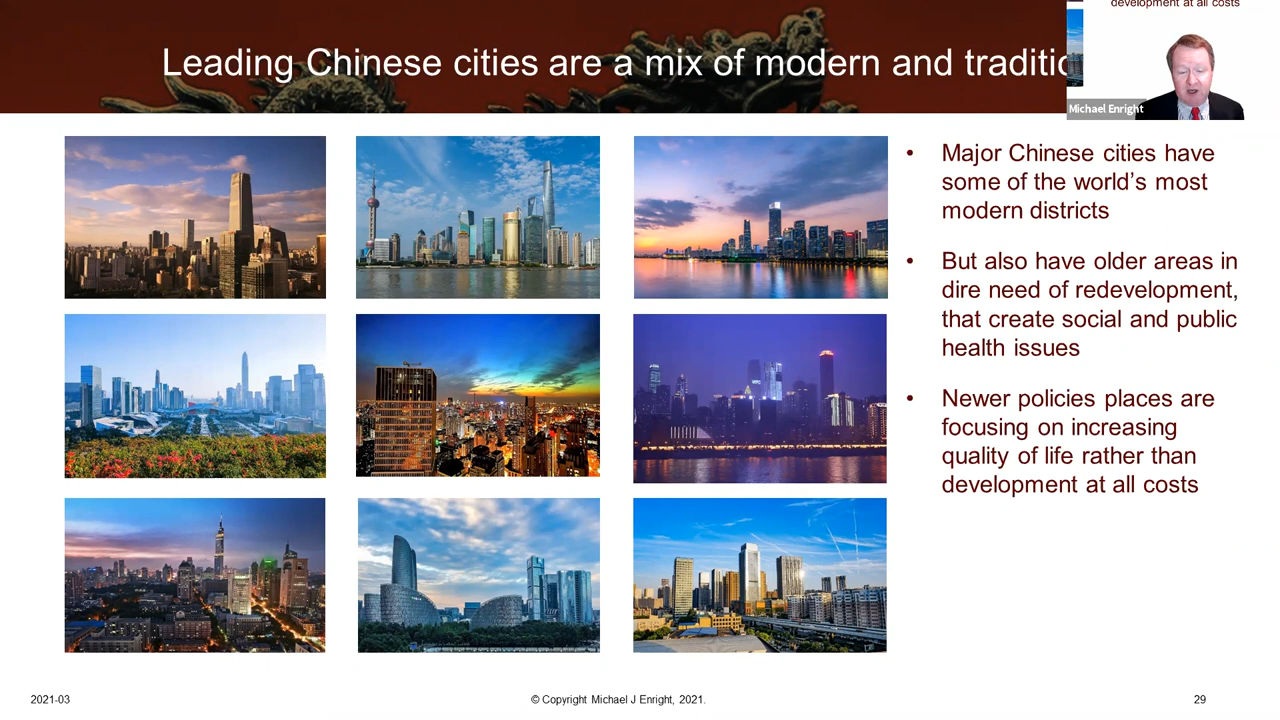 development at all costs
Leading Chinese cities are a mix of modern and traditio
Michael Enright
• Major Chinese cities have
some of the world’s most
modern districts
• But also have older areas in
dire need of redevelopment,
that create social and public
health issues
• Newer policies places are
focusing on increasing
quality of life rather than
development at all costs
2021-03
© Copyright Michael J Enright, 2021.
29